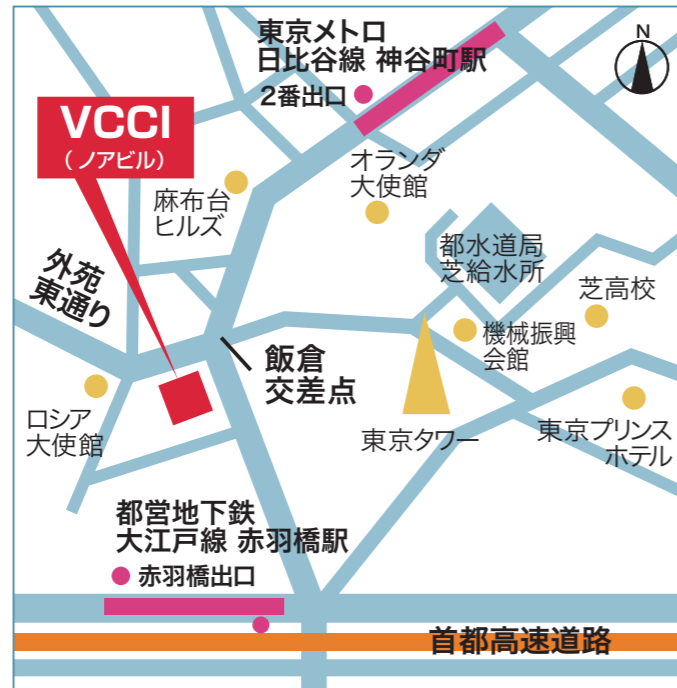 東京メトロ
日比谷線 神谷町駅
2番出口
N
VCCI
(ノアビル)
オランダ
大使館
麻布台
ヒルズ
都水道局
芝給水所
外苑
東通り
芝高校
機械振興
会館
飯倉
交差点
ロシア
大使館
東京タワー
東京プリンス
ホテル
都営地下鉄
大江戸線 赤羽橋駅
赤羽橋出口
首都高速道路